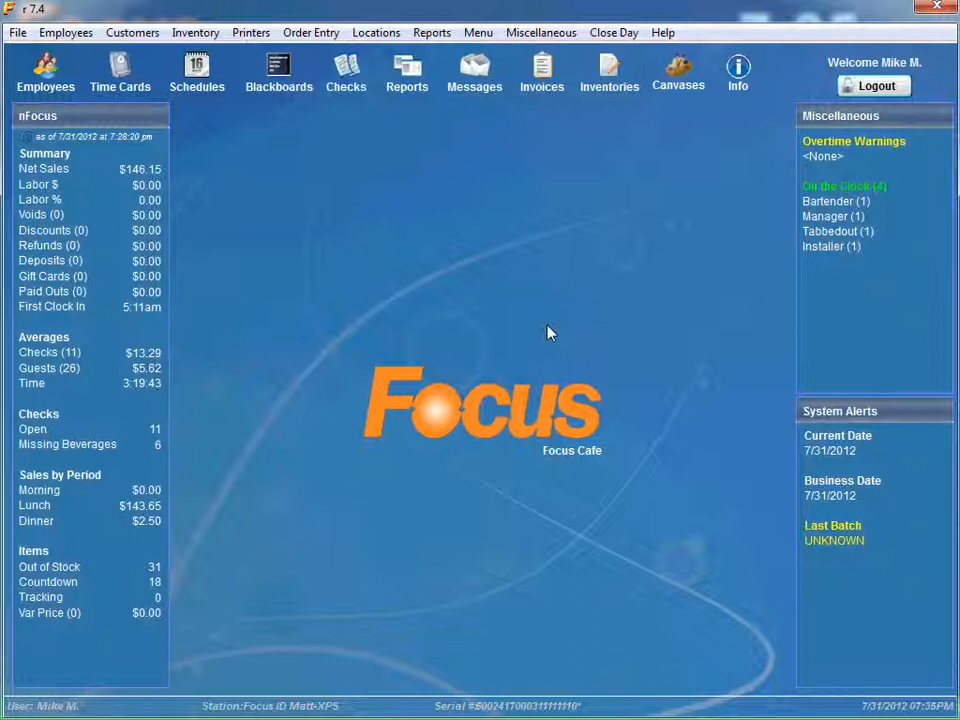 r 7.4
File Employees Customers Inventory Printers Order Entry Locations Reports Menu Miscellaneous Close Day Help
Employees Time Cards Schedules Blackboards Checks Reports Messages Invoices Inventories Canvases Info
16
Welcome Mike M.
Logout
nFocus
as of 7/31/2012 at 7:28:20 pm
Summary
Net Sales $146.15
Labor $ $0.00
Labor % 0.00
Voids (0) $0.00
Discounts (0) $0.00
Refunds (0) $0.00
Deposits (0) $0.00
Gift Cards (0) $0.00
Paid Outs (0) $0.00
First Clock In 5:11am
Averages
Checks (11) $13.29
Guests (26) $5.62
Time 3:19:43
Checks
Open 11
Missing Beverages 6
Sales by Period
Morning $0.00
Lunch $143.65
Dinner $2.50
Items
Out of Stock 31
Countdown 18
Tracking 0
Var Price (0) $0.00
Focus
Focus Cafe
Miscellaneous
Overtime Warnings
<None>
On the Clock (4)
Bartender (1)
Manager (1)
Tabbedout (1)
Installer (1)
System Alerts
Current Date
7/31/2012
Business Date
7/31/2012
Last Batch
UNKNOWN
User: Mike M. Station:Focus ID Matt-XPS 7/31/2012 07:35PM